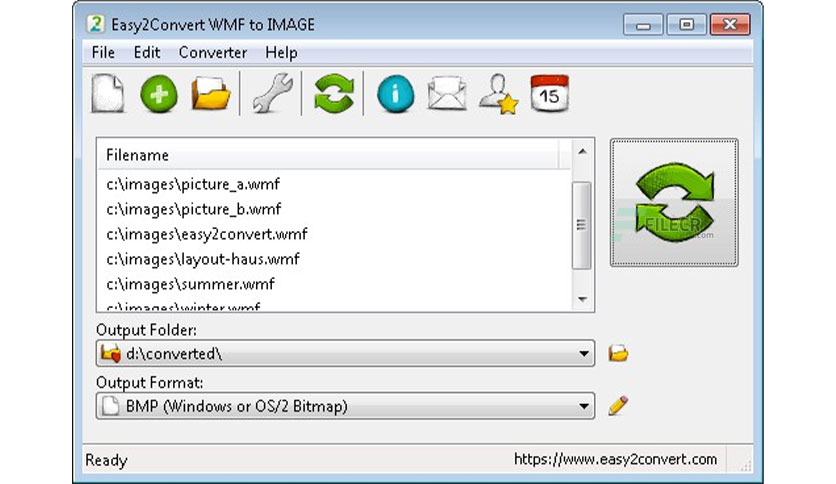 Easy2Convert WMF to IMAGE
File Edit Converter Help
15
Filename
c:\images\picture_a.wmf
c:\images\picture_b.wmf
c:\images\easy2convert.wmf
c:\images\layout-haus.wmf
c:\images\summer.wmf
c:\images\winter.wmf
FILECR
.com
Output Folder:
d:\converted\
Output Format:
BMP (Windows or OS/2 Bitmap)
Ready https://www.easy2convert.com